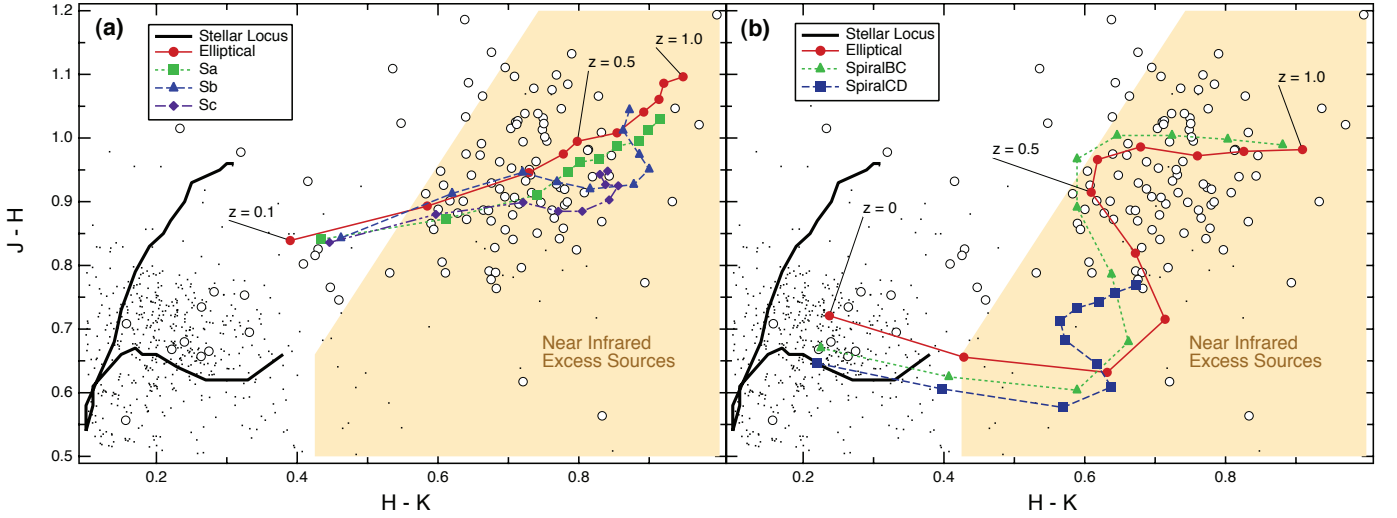 (a)
Stellar Locus
Elliptical
Sa
Sb
Sc
z = 0.1
z = 0.5
z = 1.0
Near Infrared
Excess Sources
1.2
1.1
1.0
0.9
0.8
0.7
0.6
0.5
J - H
0.2
0.4
0.6
0.8
H - K
(b)
Stellar Locus
Elliptical
SpiralBC
SpiralCD
z = 1.0
z = 0.5
z = 0
Near Infrared
Excess Sources
0.2
0.4
0.6
0.8
H - K